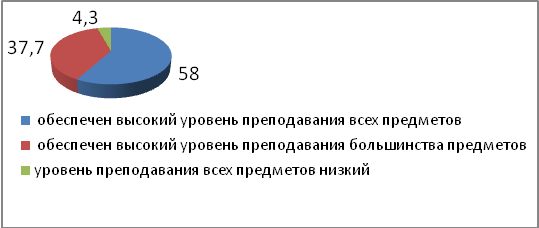 4,3
37,7
58
обеспечен высокий уровень преподавания всех предметов
обеспечен высокий уровень преподавания большинства предметов
уровень преподавания всех предметов низкий